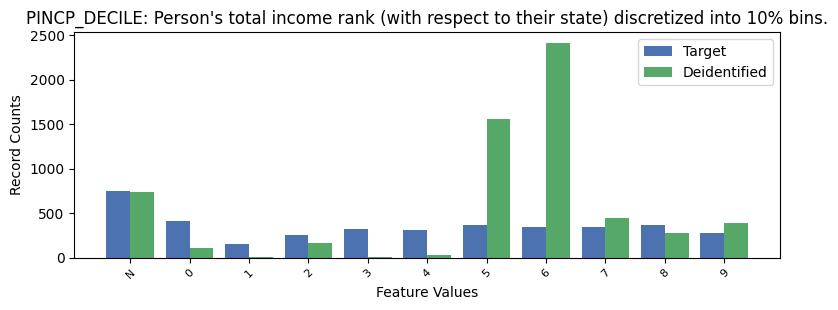 PINCP_DECILE: Person's total income rank (with respect to their state) discretized into 10% bins.
2500
2000
1500
1000
500
0
Record Counts
Target
Deidentified
N 0 1 2 3 4 5 6 7 8 9
Feature Values